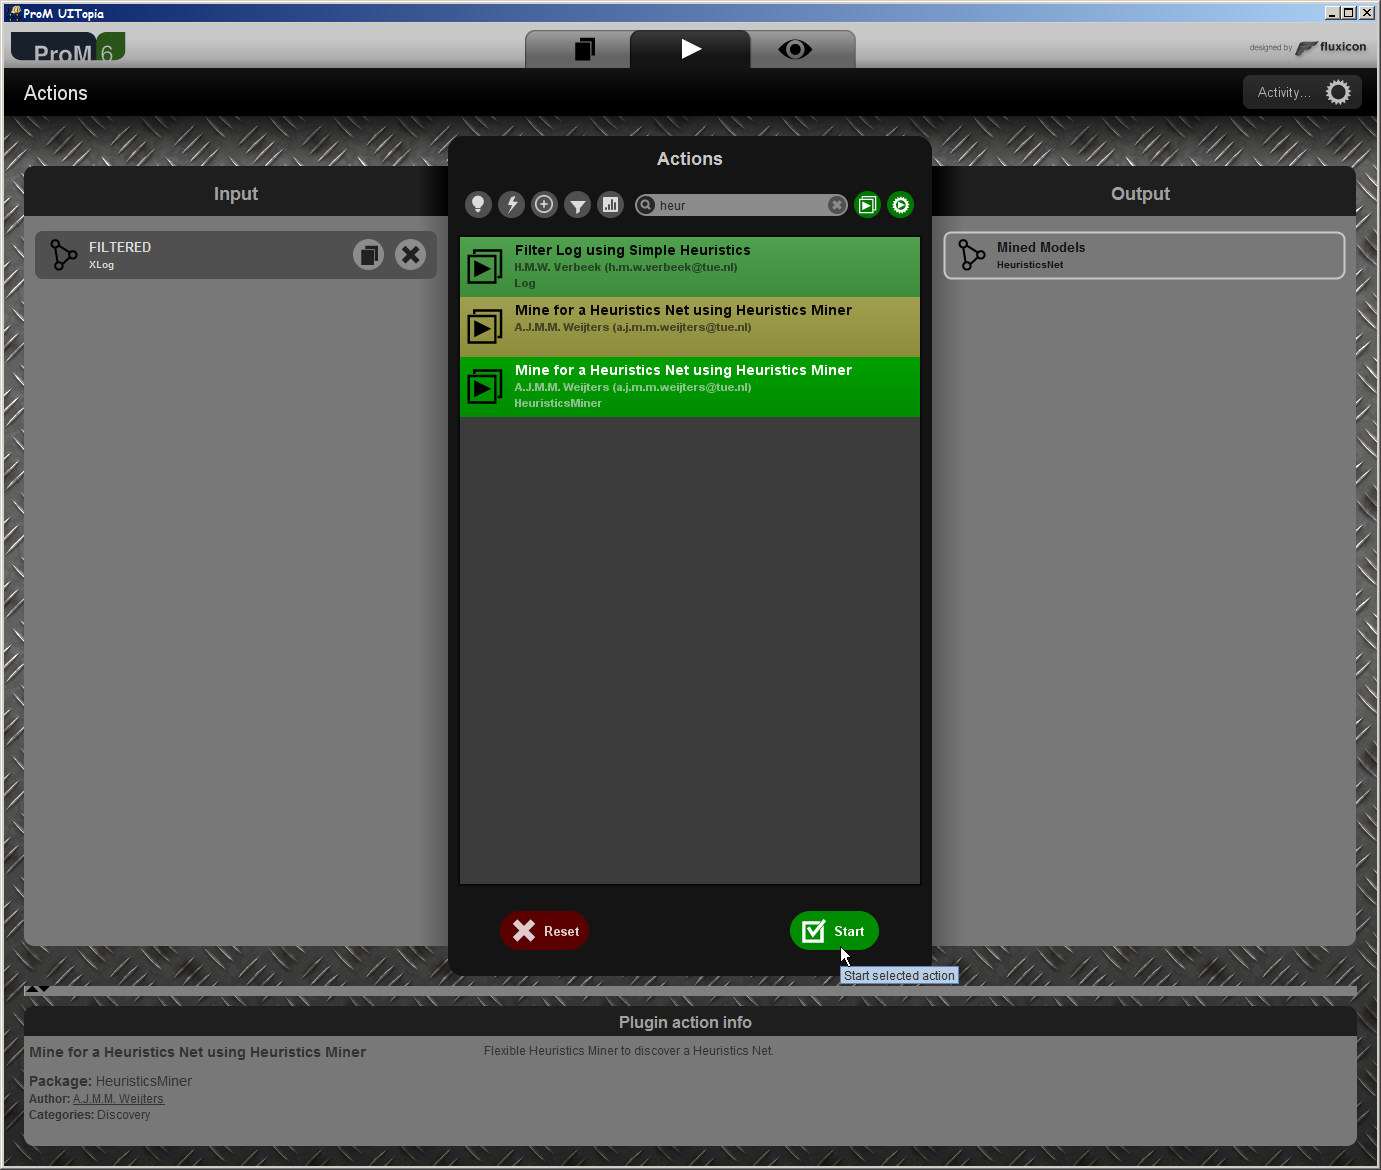 ProM UITopia
ProM 6
designed by fluxicon
Actions
Activity...
Actions
Input
Output
heur
FILTERED
XLog
Filter Log using Simple Heuristics
H.M.W. Verbeek (h.m.w.verbeek@tue.nl)
Log
Mine for a Heuristics Net using Heuristics Miner
A.J.M.M. Weijters (a.j.m.m.weijters@tue.nl)
Mine for a Heuristics Net using Heuristics Miner
A.J.M.M. Weijters (a.j.m.m.weijters@tue.nl)
HeuristicsMiner
Mined Models
HeuristicsNet
Reset
Start
Start selected action
Plugin action info
Mine for a Heuristics Net using Heuristics Miner
Package: HeuristicsMiner
Author: A.J.M.M. Weijters
Categories: Discovery
Flexible Heuristics Miner to discover a Heuristics Net.